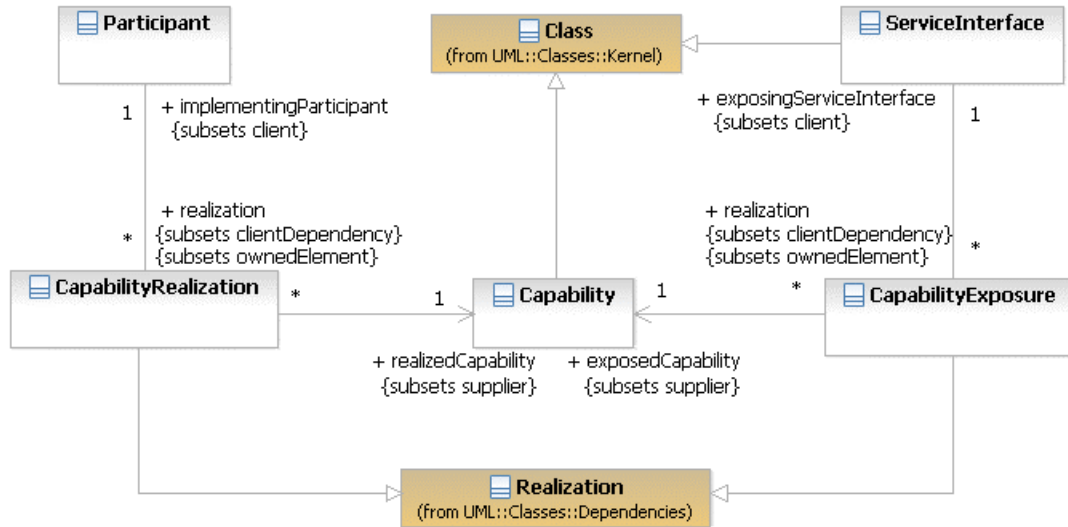 Participant
Class
(from UML::Classes::Kernel)
ServiceInterface
1
+ implementingParticipant
{subsets client}
+ exposingServiceInterface
{subsets client}
1
*
+ realization
{subsets clientDependency}
{subsets ownedElement}
+ realization
{subsets clientDependency}
{subsets ownedElement}
*
CapabilityRealization
*
1
Capability
1
*
CapabilityExposure
+ realizedCapability
{subsets supplier}
+ exposedCapability
{subsets supplier}
Realization
(from UML::Classes::Dependencies)